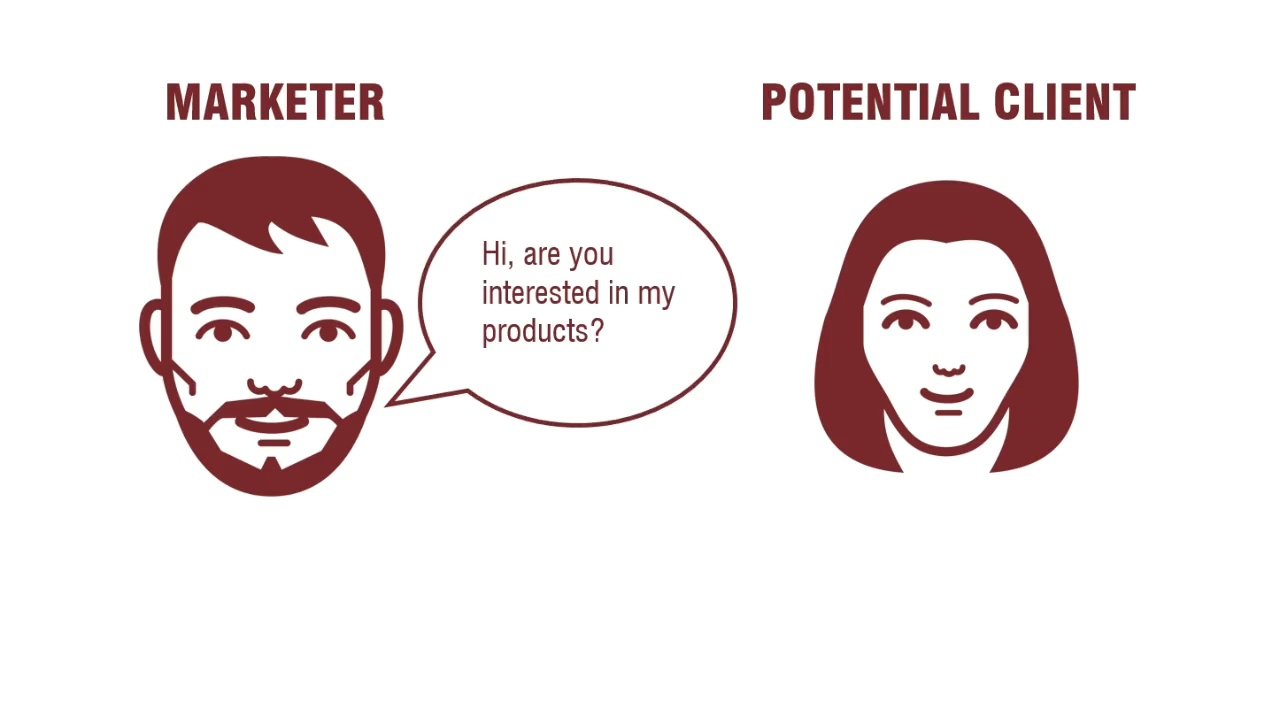 MARKETER
POTENTIAL CLIENT
Hi, are you
interested in my
products?